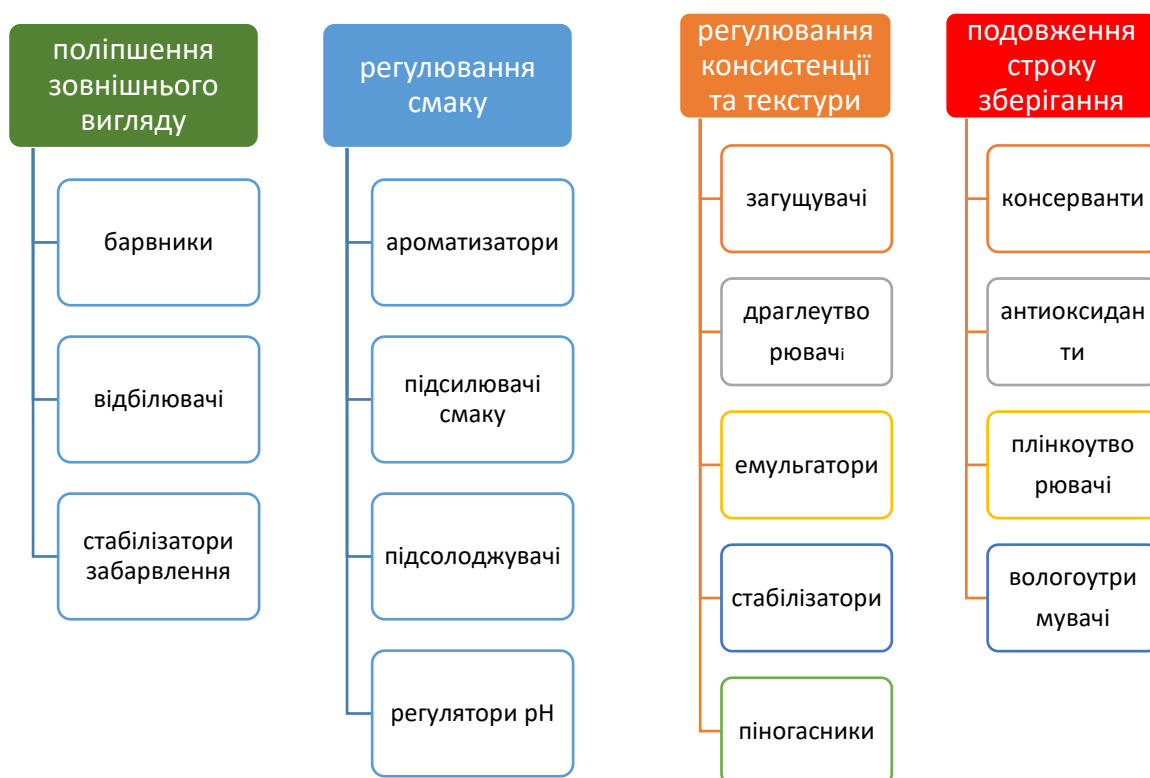 поліпшення
зовнішнього
вигляду
барвники
відбілювачі
стабілізатори
забарвлення
регулювання
смаку
ароматизатори
підсилювачі
смаку
підсолоджувачі
регулятори pH
регулювання
консистенції
та текстури
загущувачі
драглеутво
рювачі
емульгатори
стабілізатори
піногасники
подовження
строку
зберігання
консерванти
антиоксидан
ти
плінкоутво
рювачі
вологоутри
мувачі